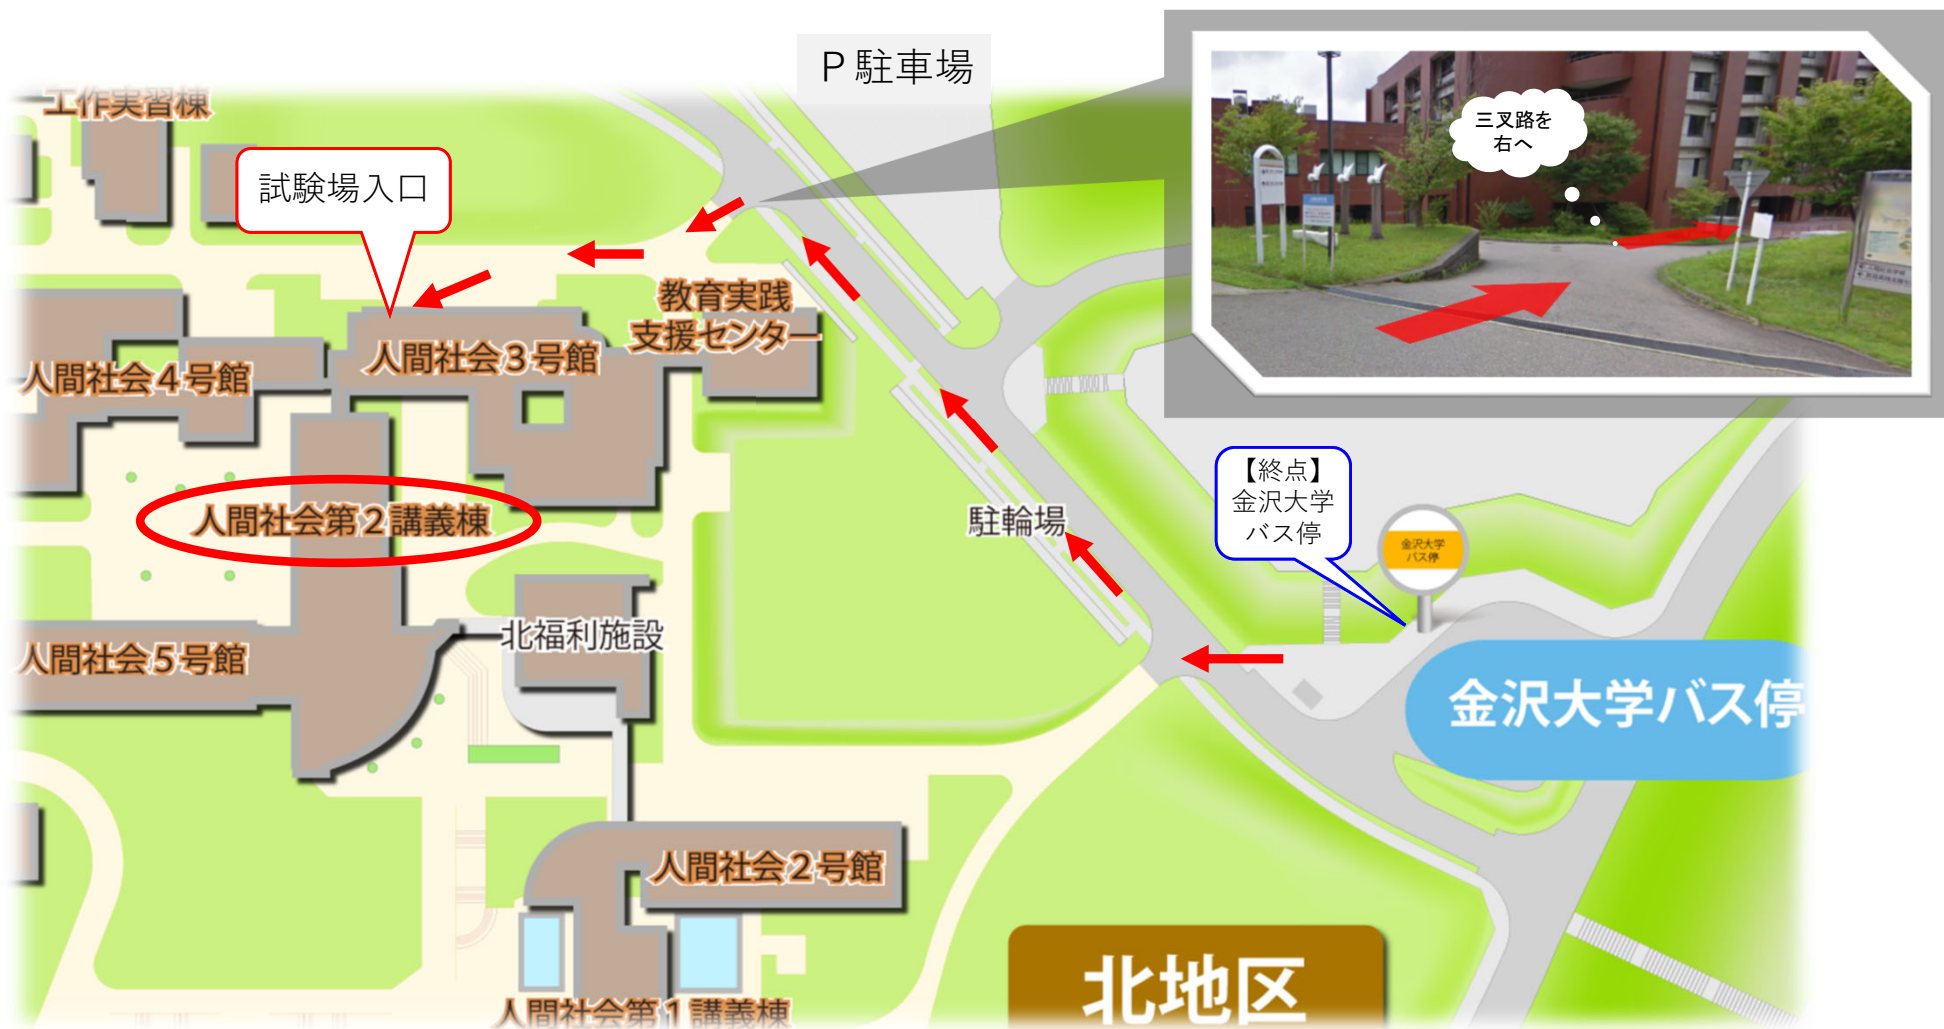 Ｐ駐車場
工作実習棟
試験場入口
三叉路を
右へ
教育実践
支援センター
人間社会３号館
人間社会４号館
【終点】
金沢大学
バス停
人間社会第２講義棟
駐輪場
金沢大学
バス停
北福利施設
人間社会５号館
金沢大学バス停
人間社会２号館
北地区
人間社会第１講義棟